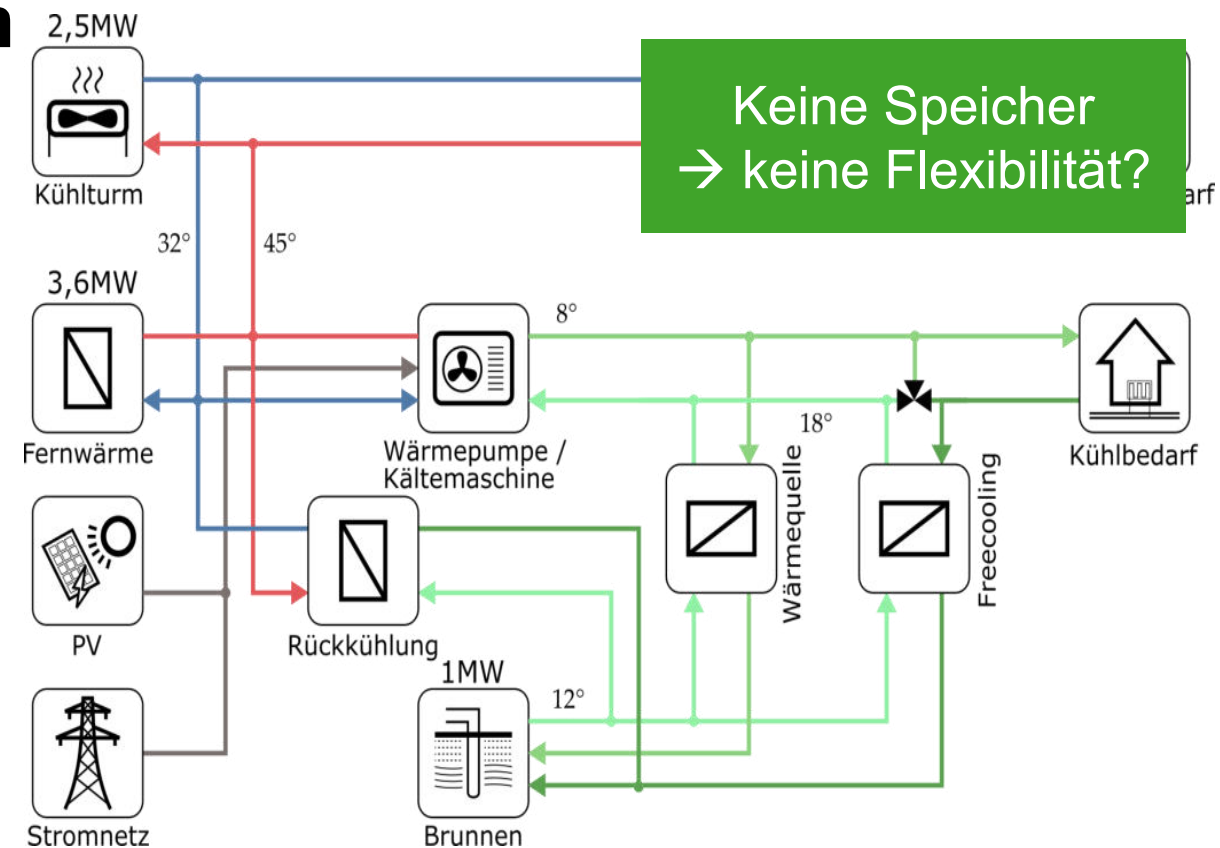 n
2,5MW
Keine Speicher
→ keine Flexibilität?
Kühlturm
arf
32°
45°
3,6MW
8°
Fernwärme
Wärmepumpe /
Kältemaschine
18°
Kühlbedarf
Wärmequelle
Freecooling
PV
Rückkühlung
1MW
12°
Stromnetz
Brunnen